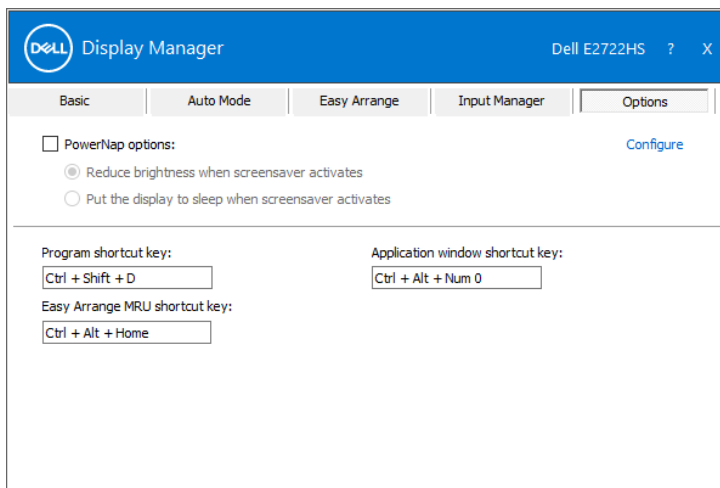 DELL Display Manager Dell E2722HS ? X
Basic Auto Mode Easy Arrange Input Manager Options
PowerNap options: Configure
Reduce brightness when screensaver activates
Put the display to sleep when screensaver activates
Program shortcut key: Application window shortcut key:
Ctrl + Shift + D Ctrl + Alt + Num 0
Easy Arrange MRU shortcut key:
Ctrl + Alt + Home